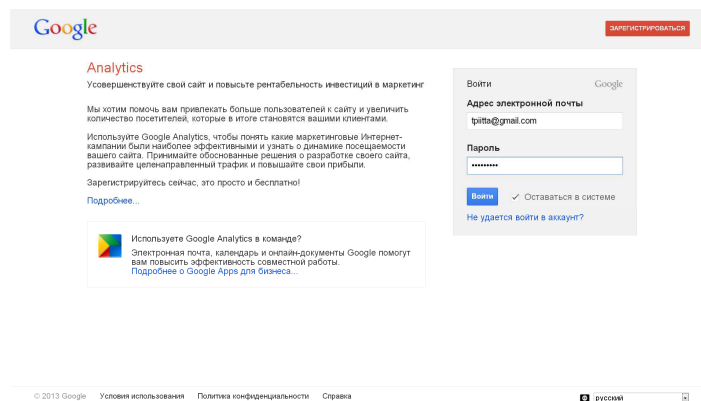 Google
ЗАРЕГИСТРИРОВАТЬСЯ
Analytics
Усовершенствуйте свой сайт и повысьте рентабельность инвестиций в маркетинг
Мы хотим помочь вам привлекать больше пользователей к сайту и увеличить
количество посетителей, которые в итоге становятся вашими клиентами.
Используйте Google Analytics, чтобы понять какие маркетинговые Интернет-
кампании были наиболее эффективными и узнать о динамике посещаемости
вашего сайта. Принимайте обоснованные решения о разработке своего сайта,
развивайте целенаправленный трафик и повышайте свои прибыли.
Зарегистрируйтесь сейчас, это просто и бесплатно!
Подробнее...
Используете Google Analytics в команде?
Электронная почта, календарь и онлайн-документы Google помогут
вам повысить эффективность совместной работы.
Подробнее о Google Apps для бизнеса...
Войти Google
Адрес электронной почты
tpiitta@gmail.com
Пароль
•••••••••
Войти ✓ Оставаться в системе
Не удается войти в аккаунт?
© 2013 Google Условия использования Политика конфиденциальности Справка
русский